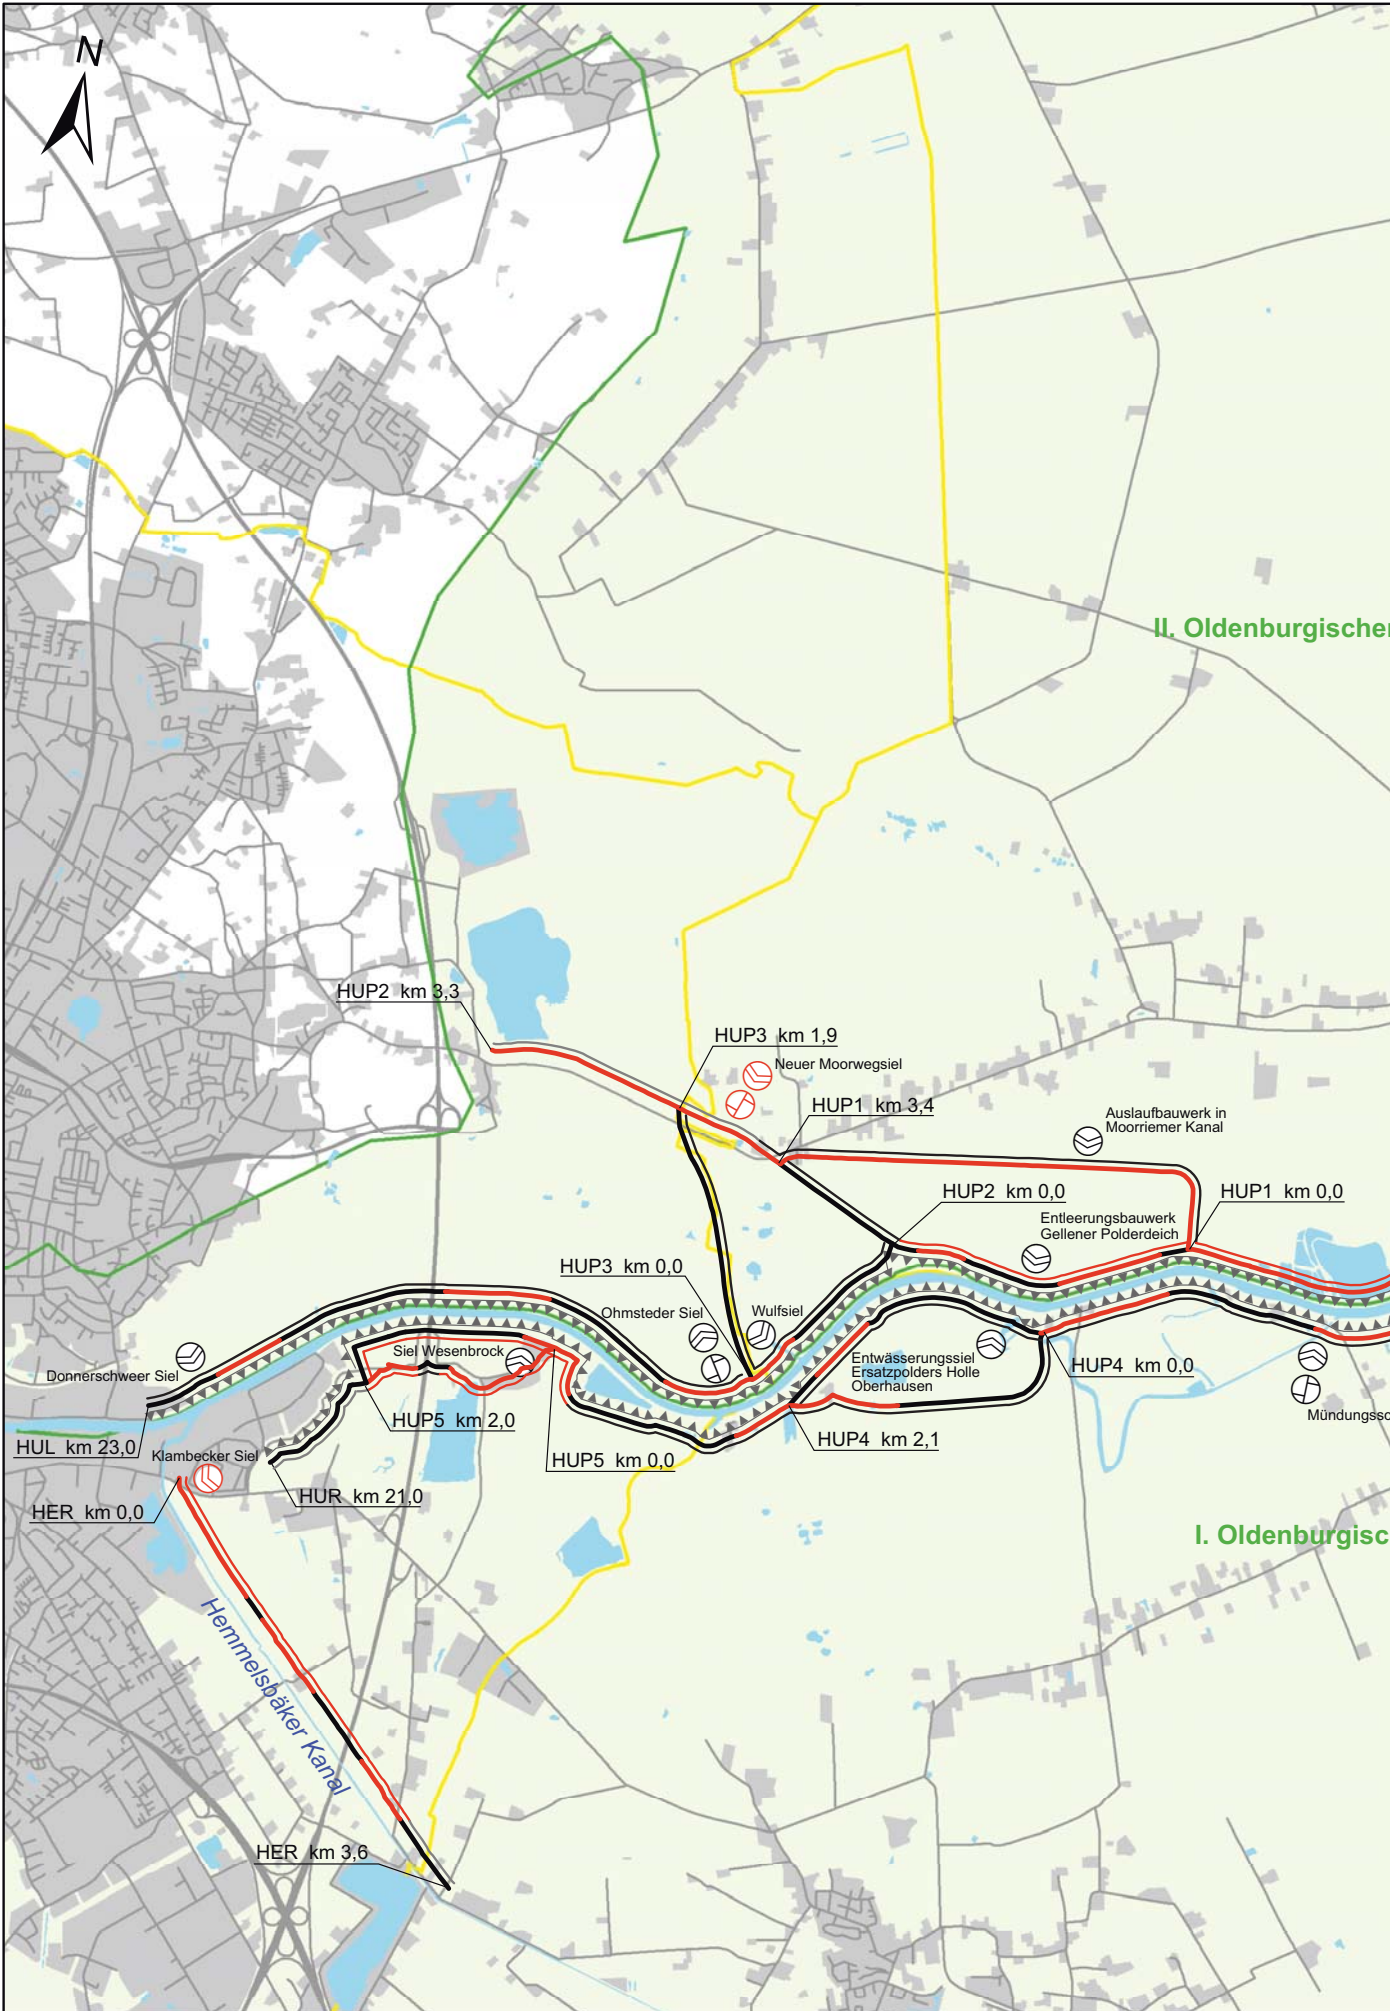 N
II. Oldenburgischer
HUP2 km 3,3
HUP3 km 1,9
Neuer Moorwegsiel
HUP1 km 3,4
Auslaufbauwerk in
Moorriemer Kanal
HUP2 km 0,0
HUP1 km 0,0
Entleerungsbauwerk
Gellener Polderdeich
HUP3 km 0,0
Ohmsteder Siel
Wulfsiel
Siel Wesenbrock
Entwässerungssiel
Ersatzpolders Holle
Oberhausen
Donnerschweer Siel
HUP4 km 0,0
HUP5 km 2,0
HUL km 23,0
HUP4 km 2,1
Klambecker Siel
HUP5 km 0,0
HUR km 21,0
HER km 0,0
I. Oldenburgisc
Hemmelsbäker Kanal
HER km 3,6